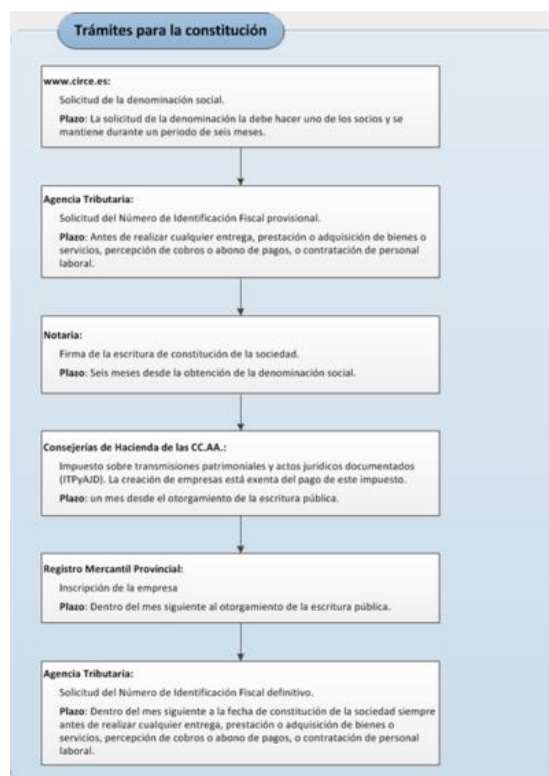 Trámites para la constitución
www.circe.es:
Solicitud de la denominación social.
Plazo: La solicitud de la denominación la debe hacer uno de los socios y se
mantiene durante un periodo de seis meses.
Agencia Tributaria:
Solicitud del Número de Identificación Fiscal provisional.
Plazo: Antes de realizar cualquier entrega, prestación o adquisición de bienes o
servicios, percepción de cobros o abono de pagos, o contratación de personal
laboral.
Notaria:
Firma de la escritura de constitución de la sociedad.
Plazo: Seis meses desde la obtención de la denominación social.
Consejerías de Hacienda de las CC.AA.:
Impuesto sobre transmisiones patrimoniales y actos jurídicos documentados
(ITPyAJD). La creación de empresas está exenta del pago de este impuesto.
Plazo: un mes desde el otorgamiento de la escritura pública.
Registro Mercantil Provincial:
Inscripción de la empresa
Plazo: Dentro del mes siguiente al otorgamiento de la escritura pública.
Agencia Tributaria:
Solicitud del Número de Identificación Fiscal definitivo.
Plazo: Dentro del mes siguiente a la fecha de constitución de la sociedad siempre
antes de realizar cualquier entrega, prestación o adquisición de bienes o
servicios, percepción de cobros o abono de pagos, o contratación de personal
laboral.